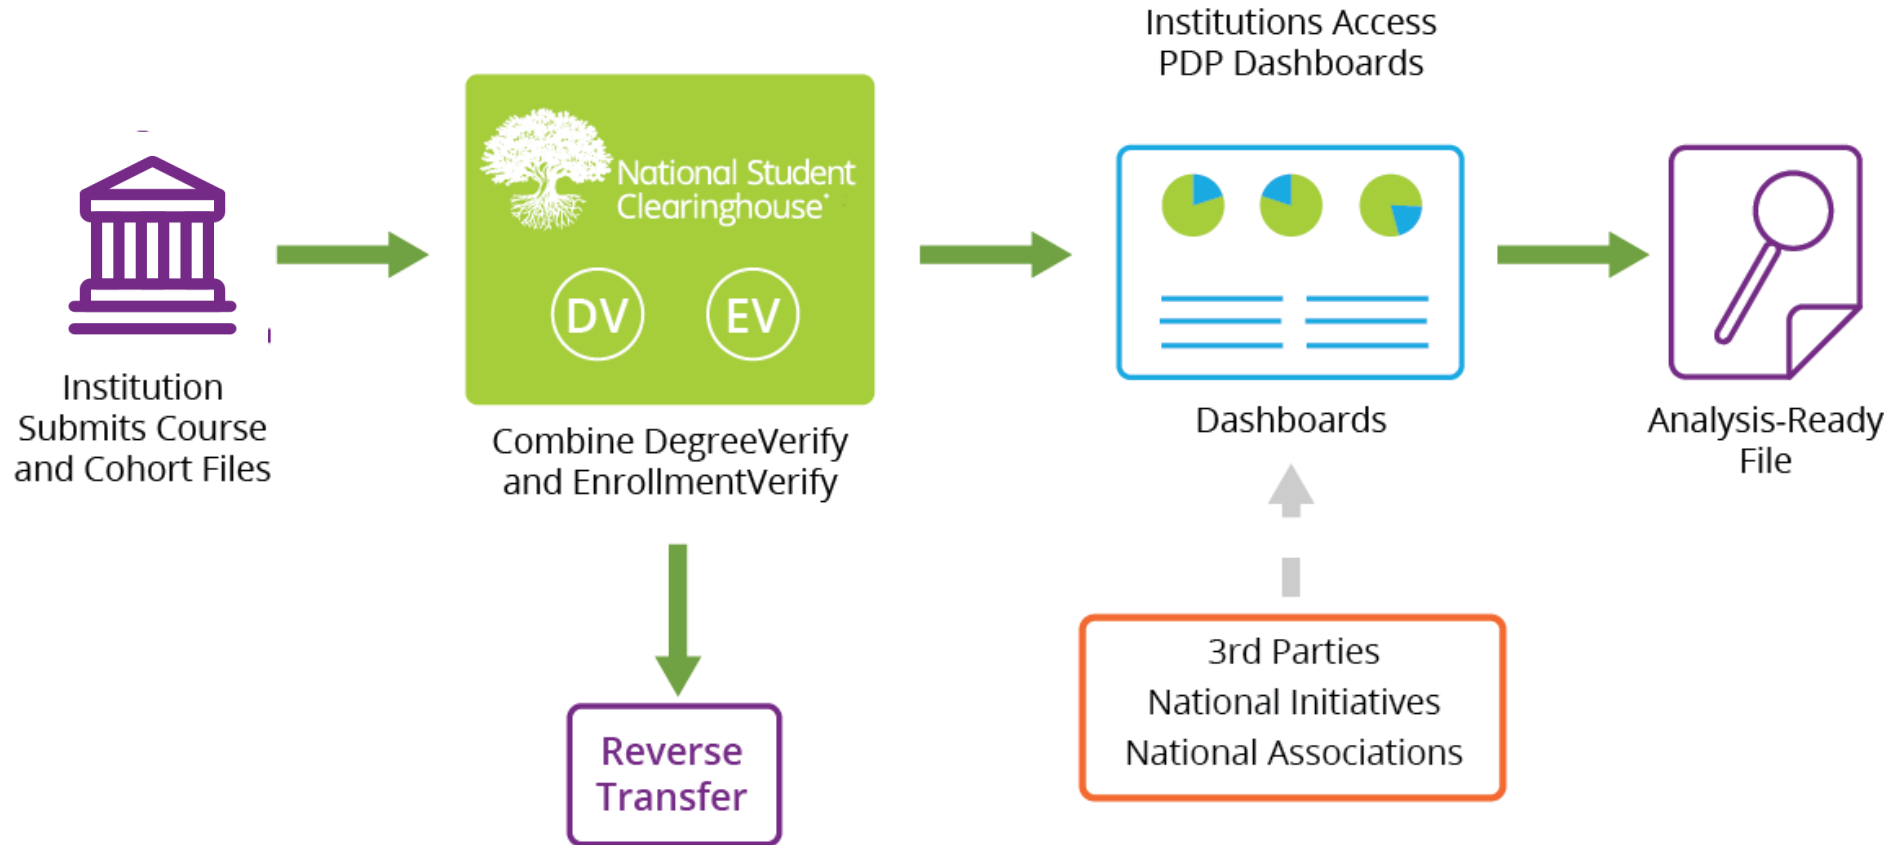 Institution
Submits Course
and Cohort Files
National Student
Clearinghouse
DV
EV
Combine DegreeVerify
and EnrollmentVerify
Reverse
Transfer
Institutions Access
PDP Dashboards
Dashboards
3rd Parties
National Initiatives
National Associations
Analysis-Ready
File